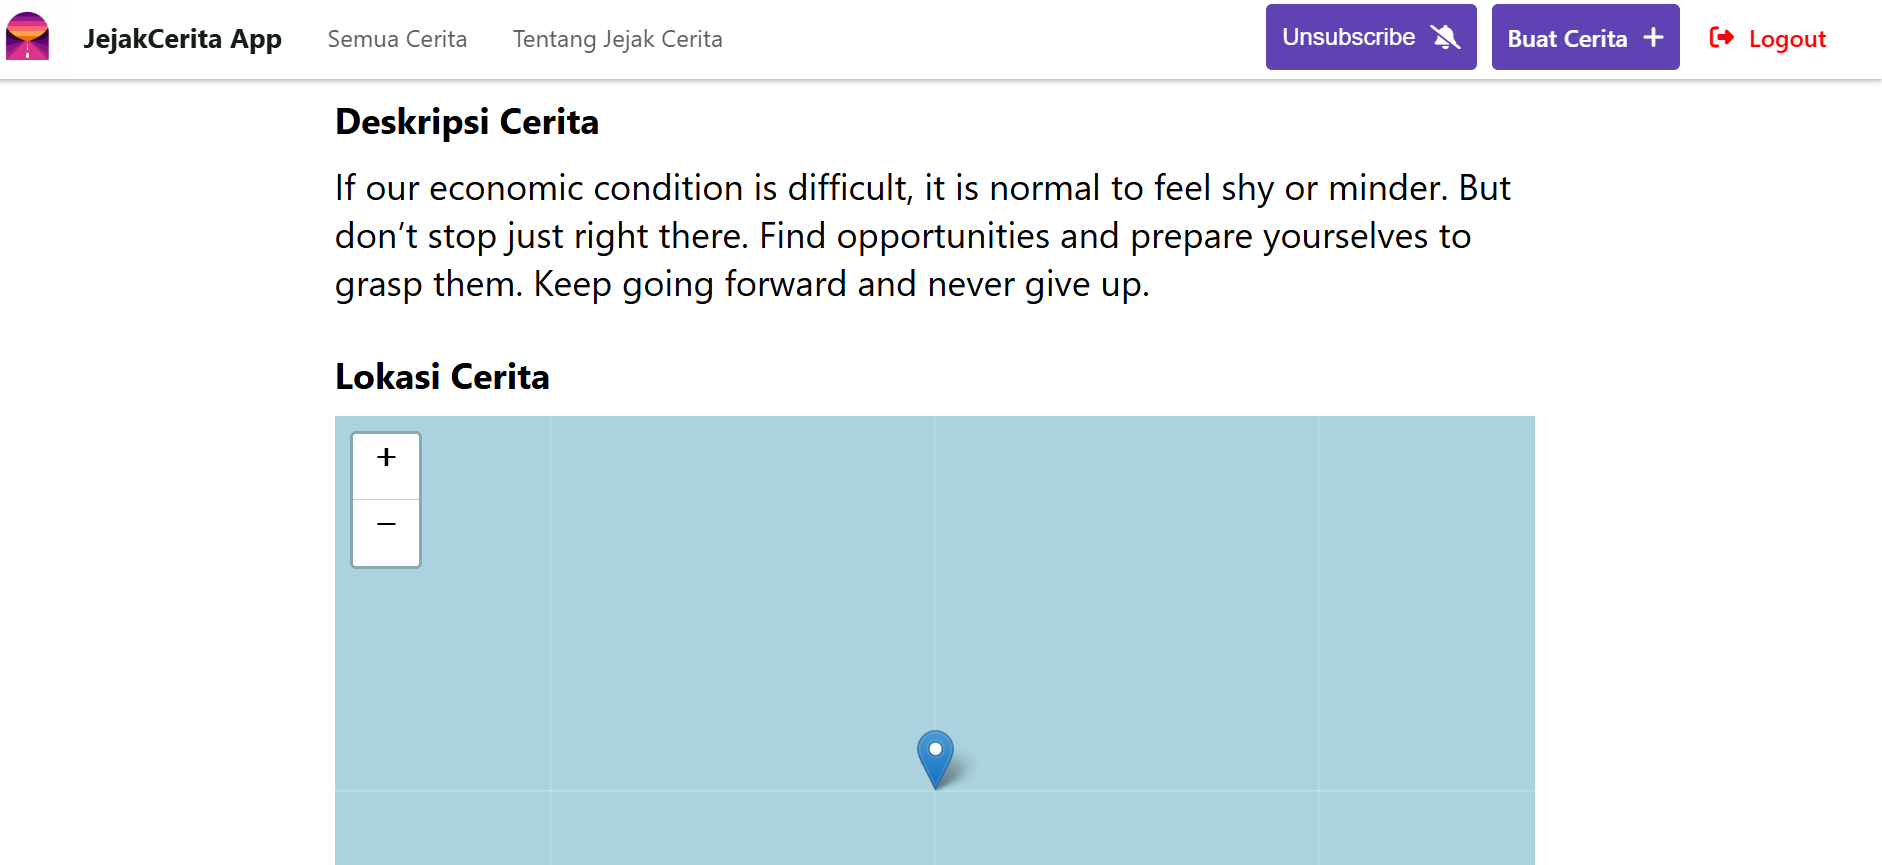 JejakCerita App
Semua Cerita
Tentang Jejak Cerita
Unsubscribe
Buat Cerita +
Logout
Deskripsi Cerita
If our economic condition is difficult, it is normal to feel shy or minder. But
don’t stop just right there. Find opportunities and prepare yourselves to
grasp them. Keep going forward and never give up.
Lokasi Cerita
+
−